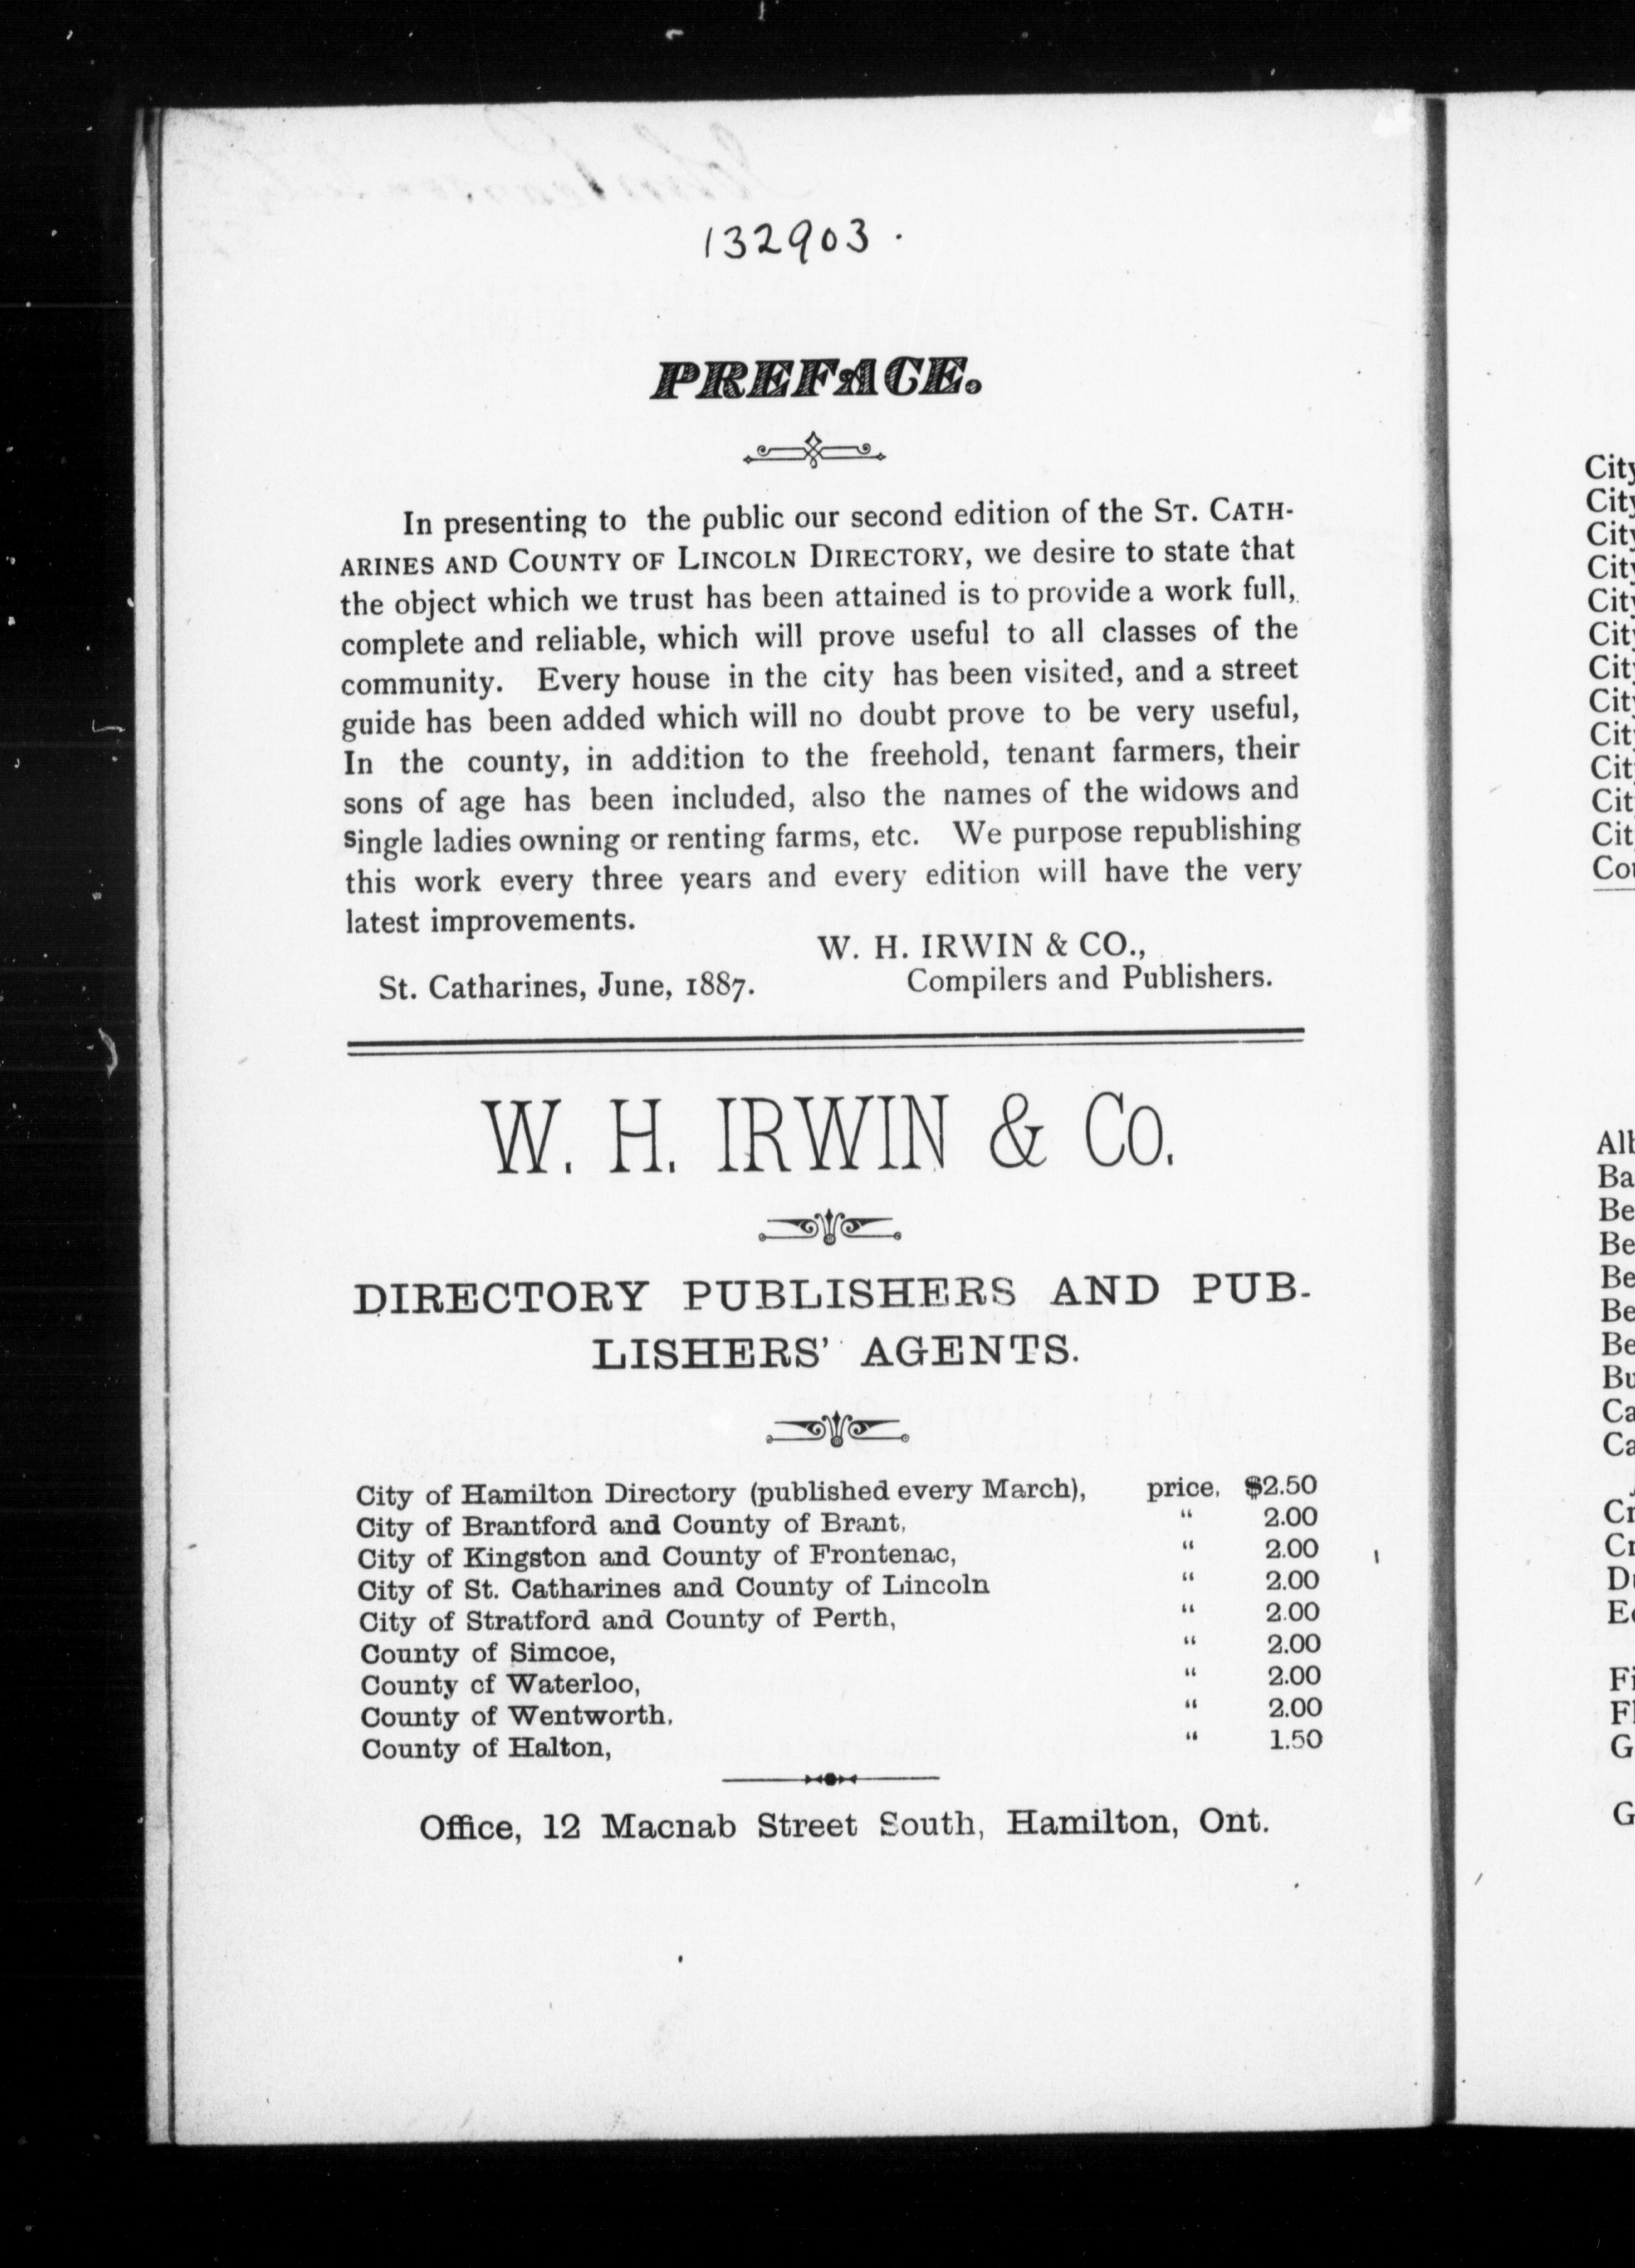 132903.
PREFACE.
In presenting to the public our second edition of the ST. CATH-
ARINES AND COUNTY OF LINCOLN DIRECTORY, we desire to state that
the object which we trust has been attained is to provide a work full,
complete and reliable, which will prove useful to all classes of the
community. Every house in the city has been visited, and a street
guide has been added which will no doubt prove to be very useful,
In the county, in addition to the freehold, tenant farmers, their
sons of age has been included, also the names of the widows and
single ladies owning or renting farms, etc. We purpose republishing
this work every three years and every edition will have the very
latest improvements.
W. H. IRWIN & CO.,
St. Catharines, June, 1887. Compilers and Publishers.
W. H. IRWIN & CO.
DIRECTORY PUBLISHERS AND PUB-
LISHERS' AGENTS.
City of Hamilton Directory (published every March), price, $2.50
City of Brantford and County of Brant, " 2.00
City of Kingston and County of Frontenac, " 2.00
City of St. Catharines and County of Lincoln " 2.00
City of Stratford and County of Perth, " 2.00
County of Simcoe, " 2.00
County of Waterloo, " 2.00
County of Wentworth, " 2.00
County of Halton, " 1.50
Office, 12 Macnab Street South, Hamilton, Ont.